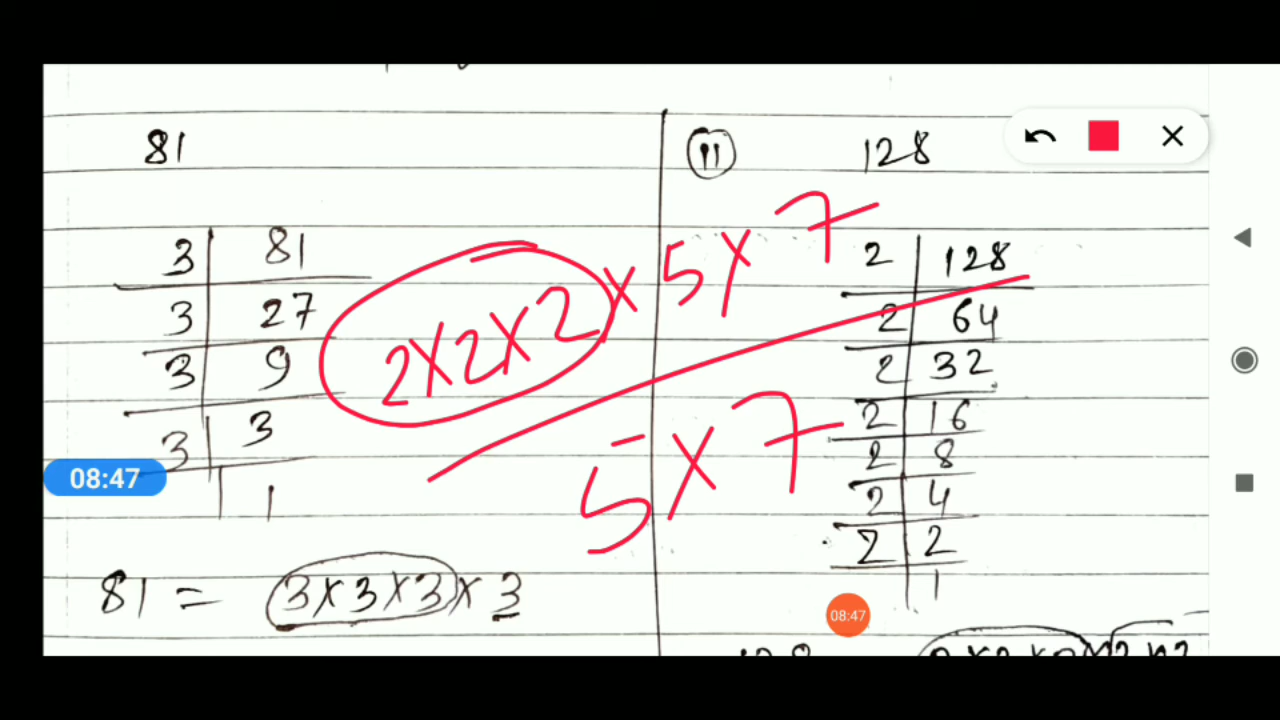 81
3 | 81
3 | 27
3 | 9
3 | 3
| 1
81 = 3×3×3×3
2×2×2×5×7
5×7
(11) 128
2 | 128
2 | 64
2 | 32
2 | 16
2 | 8
2 | 4
2 | 2
| 1
08:47
08:47